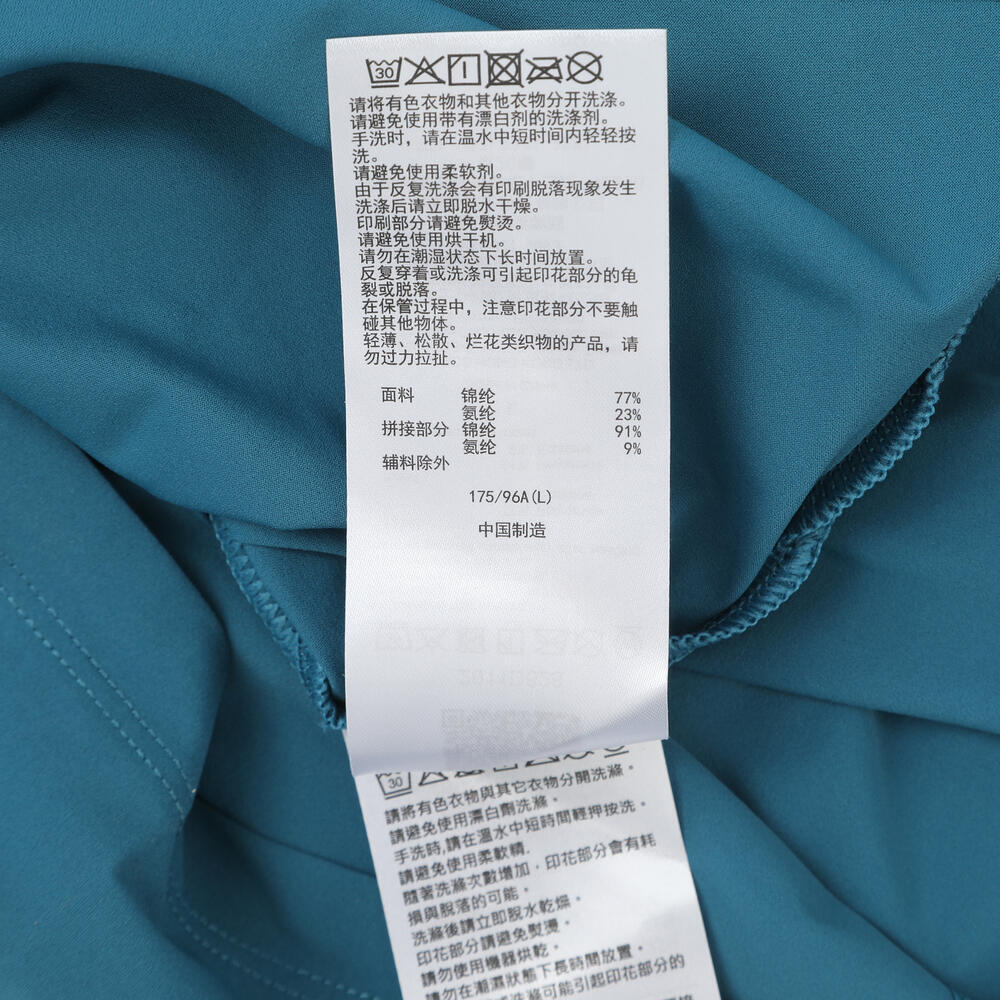 30
请将有色衣物和其他衣物分开洗涤。
请避免使用带有漂白剂的洗涤剂。
手洗时，请在温水中短时间内轻轻按
洗。
请避免使用柔软剂。
由于反复洗涤会有印刷脱落现象发生
洗涤后请立即脱水干燥。
印刷部分请避免熨烫。
请避免使用烘干机。
请勿在潮湿状态下长时间放置。
反复穿着或洗涤可引起印花部分的龟
裂或脱落。
在保管过程中，注意印花部分不要触
碰其他物体。
轻薄、松散、烂花类织物的产品，请
勿过力拉扯。
面料 锦纶 77%
氨纶 23%
拼接部分 锦纶 91%
氨纶 9%
辅料除外
175/96A(L)
中国制造
30
請將有色衣物與其它衣物分開洗滌。
請避免使用漂白劑洗滌。
手洗時,請在溫水中短時間輕押按洗。
請避免使用柔軟精.
隨著洗滌次數增加，印花部分會有耗
損與脫落的可能。
洗滌後請立即脫水乾燥。
印花部分請避免熨燙。
請勿使用機器烘乾。
請勿在潮濕狀態下長時間放置。
可能引起印花部分的